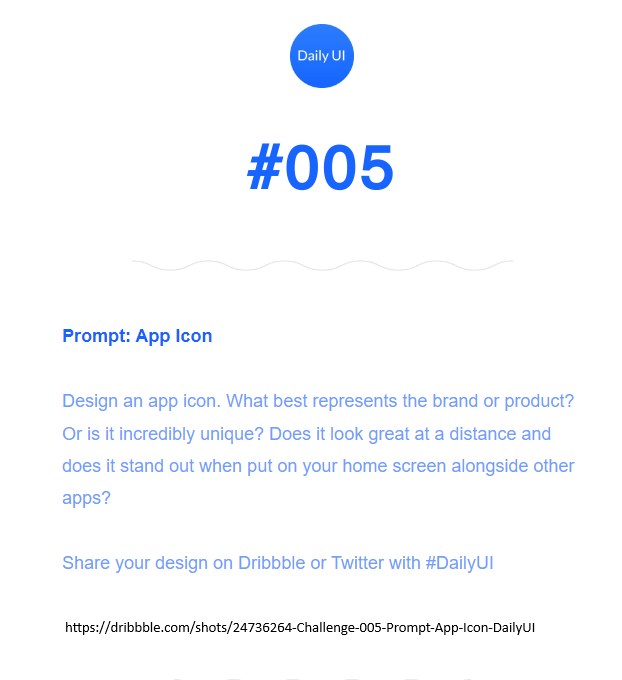 Daily UI
#005
Prompt: App Icon
Design an app icon. What best represents the brand or product?
Or is it incredibly unique? Does it look great at a distance and
does it stand out when put on your home screen alongside other
apps?
Share your design on Dribbble or Twitter with #DailyUI
https://dribbble.com/shots/24736264-Challenge-005-Prompt-App-Icon-DailyUI